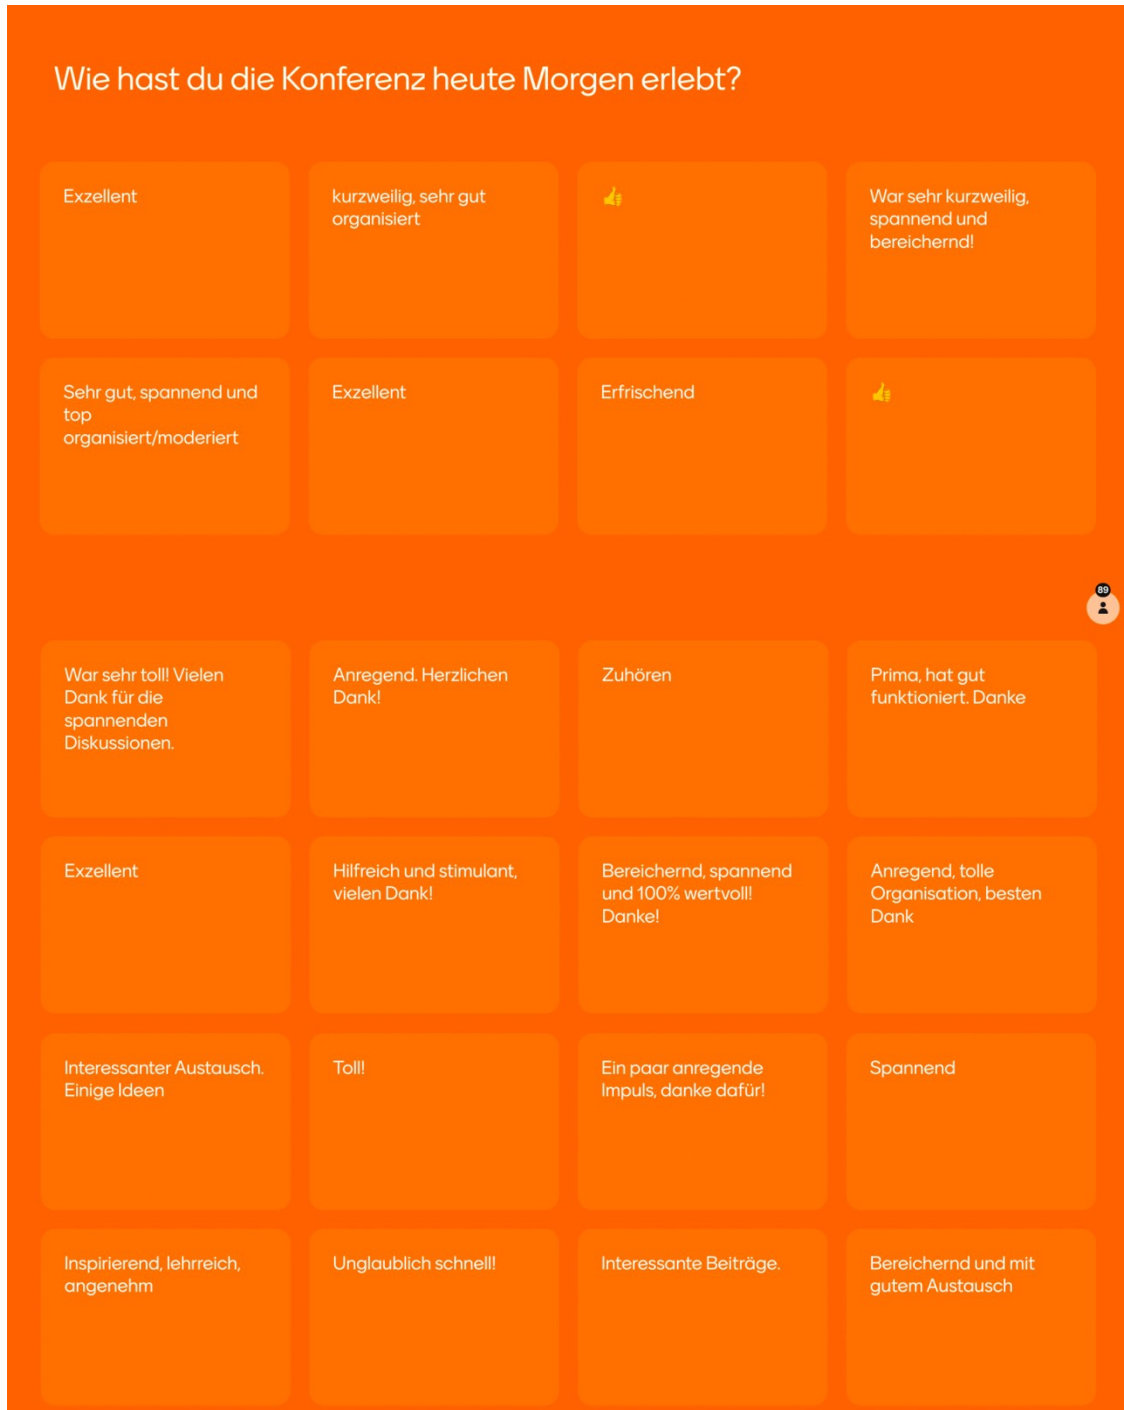 Wie hast du die Konferenz heute Morgen erlebt?
Exzellent
kurzweilig, sehr gut
organisiert
👍
War sehr kurzweilig,
spannend und
bereichernd!
Sehr gut, spannend und
top
organisiert/moderiert
Exzellent
Erfrischend
👍
89
War sehr toll! Vielen
Dank für die
spannenden
Diskussionen.
Anregend. Herzlichen
Dank!
Zuhören
Prima, hat gut
funktioniert. Danke
Exzellent
Hilfreich und stimulant,
vielen Dank!
Bereichernd, spannend
und 100% wertvoll!
Danke!
Anregend, tolle
Organisation, besten
Dank
Interessanter Austausch.
Einige Ideen
Toll!
Ein paar anregende
Impuls, danke dafür!
Spannend
Inspirierend, lehrreich,
angenehm
Unglaublich schnell!
Interessante Beiträge.
Bereichernd und mit
gutem Austausch